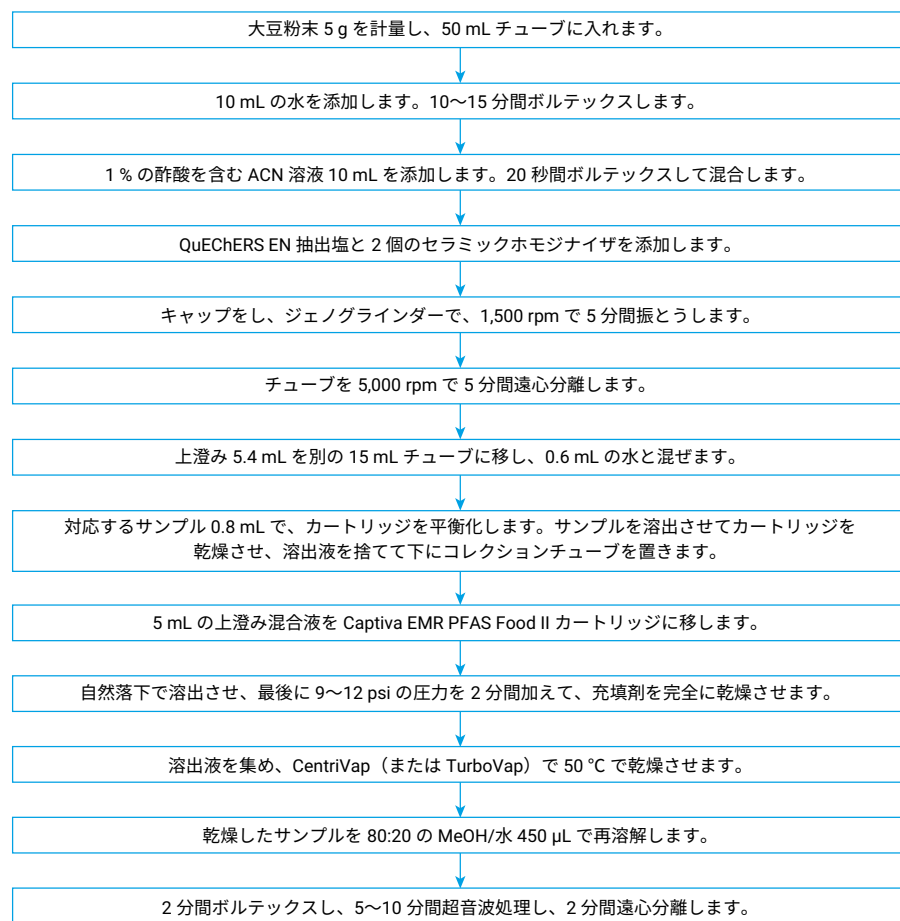 大豆粉末 5 g を計量し、50 mL チューブに入れます。
10 mL の水を添加します。10～15 分間ボルテックスします。
1 % の酢酸を含む ACN 溶液 10 mL を添加します。20 秒間ボルテックスして混合します。
QuEChERS EN 抽出塩と 2 個のセラミックホモジナイザを添加します。
キャップをし、ジェノグラインダーで、1,500 rpm で 5 分間振とうします。
チューブを 5,000 rpm で 5 分間遠心分離します。
上澄み 5.4 mL を別の 15 mL チューブに移し、0.6 mL の水と混ぜます。
対応するサンプル 0.8 mL で、カートリッジを平衡化します。サンプルを溶出させてカートリッジを
乾燥させ、溶出液を捨てて下にコレクションチューブを置きます。
5 mL の上澄み混合液を Captiva EMR PFAS Food II カートリッジに移します。
自然落下で溶出させ、最後に 9～12 psi の圧力を 2 分間加えて、充填剤を完全に乾燥させます。
溶出液を集め、CentriVap（または TurboVap）で 50 °C で乾燥させます。
乾燥したサンプルを 80:20 の MeOH/水 450 µL で再溶解します。
2 分間ボルテックスし、5～10 分間超音波処理し、2 分間遠心分離します。